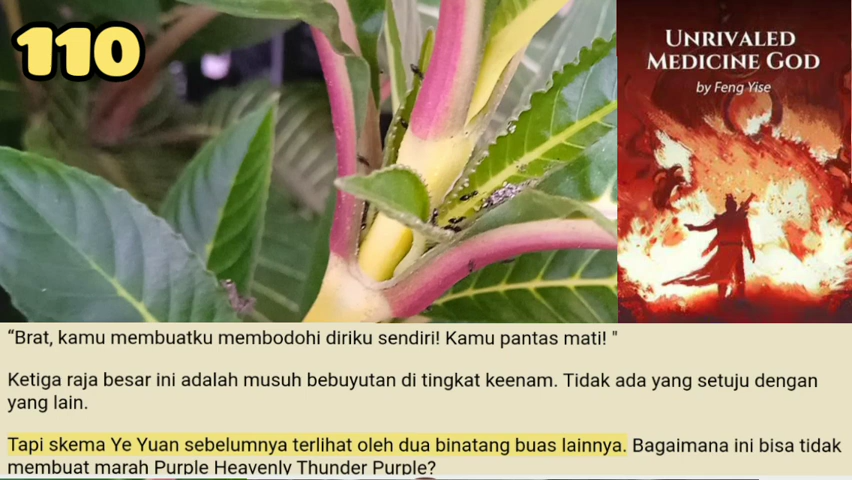 110
UNRIVALED
MEDICINE GOD
by Feng Yise
“Brat, kamu membuatku membodohi diriku sendiri! Kamu pantas mati! "
Ketiga raja besar ini adalah musuh bebuyutan di tingkat keenam. Tidak ada yang setuju dengan
yang lain.
Tapi skema Ye Yuan sebelumnya terlihat oleh dua binatang buas lainnya. Bagaimana ini bisa tidak
membuat marah Purple Heavenly Thunder Purple?